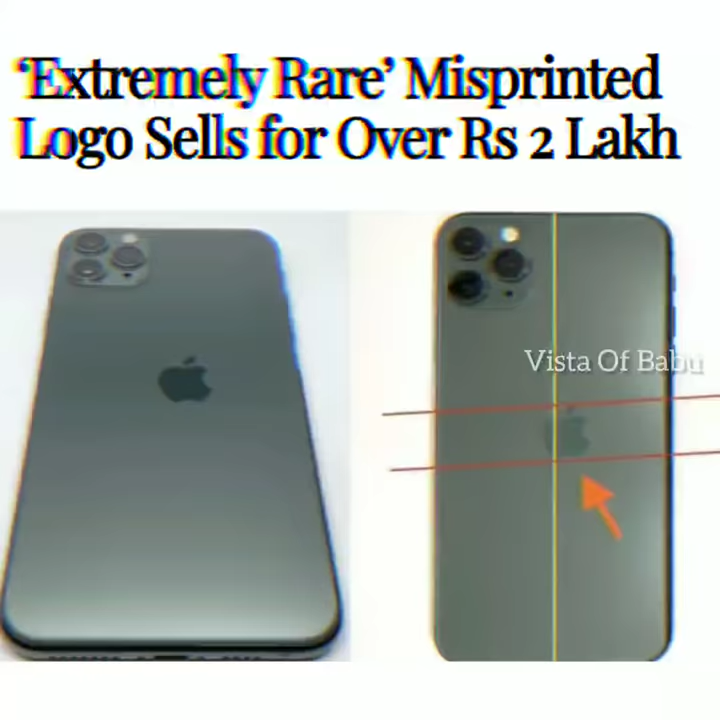 ‘Extremely Rare’ Misprinted
Logo Sells for Over Rs 2 Lakh
Vista Of Babu